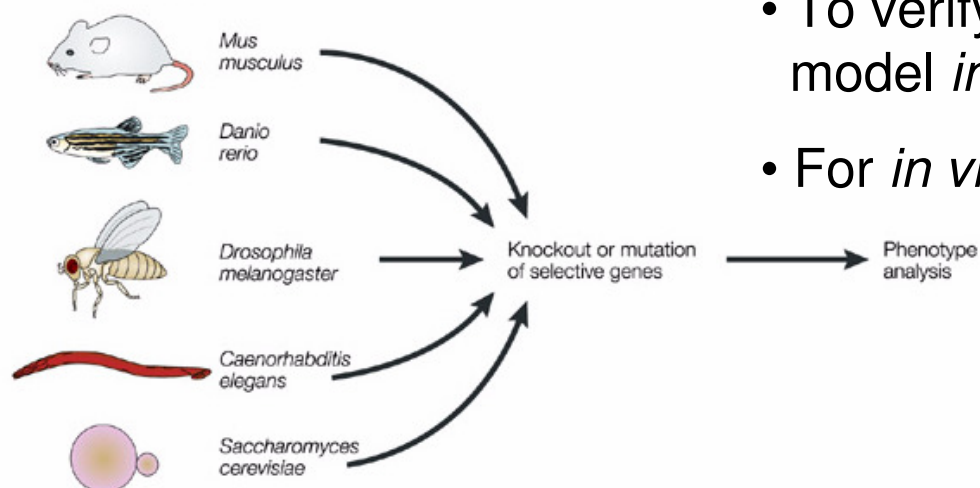 Mus
musculus
Danio
rerio
Drosophila
melanogaster
Caenorhabditis
elegans
Saccharomyces
cerevisiae
Knockout or mutation
of selective genes
Phenotype
analysis
• To verify
model in
• For in vi